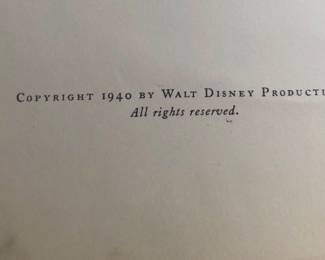 Copyright 1940 by Walt Disney Producti
All rights reserved.